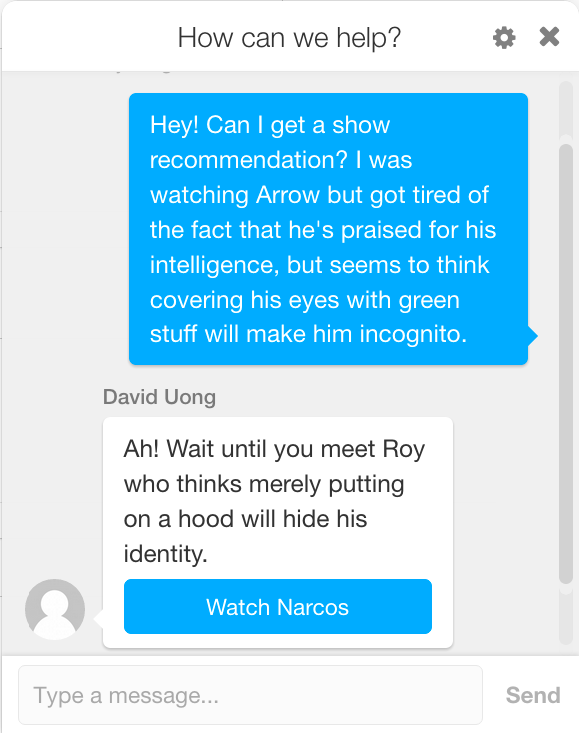 How can we help?
Hey! Can I get a show
recommendation? I was
watching Arrow but got tired of
the fact that he's praised for his
intelligence, but seems to think
covering his eyes with green
stuff will make him incognito.
David Uong
Ah! Wait until you meet Roy
who thinks merely putting
on a hood will hide his
identity.
Watch Narcos
Type a message...
Send